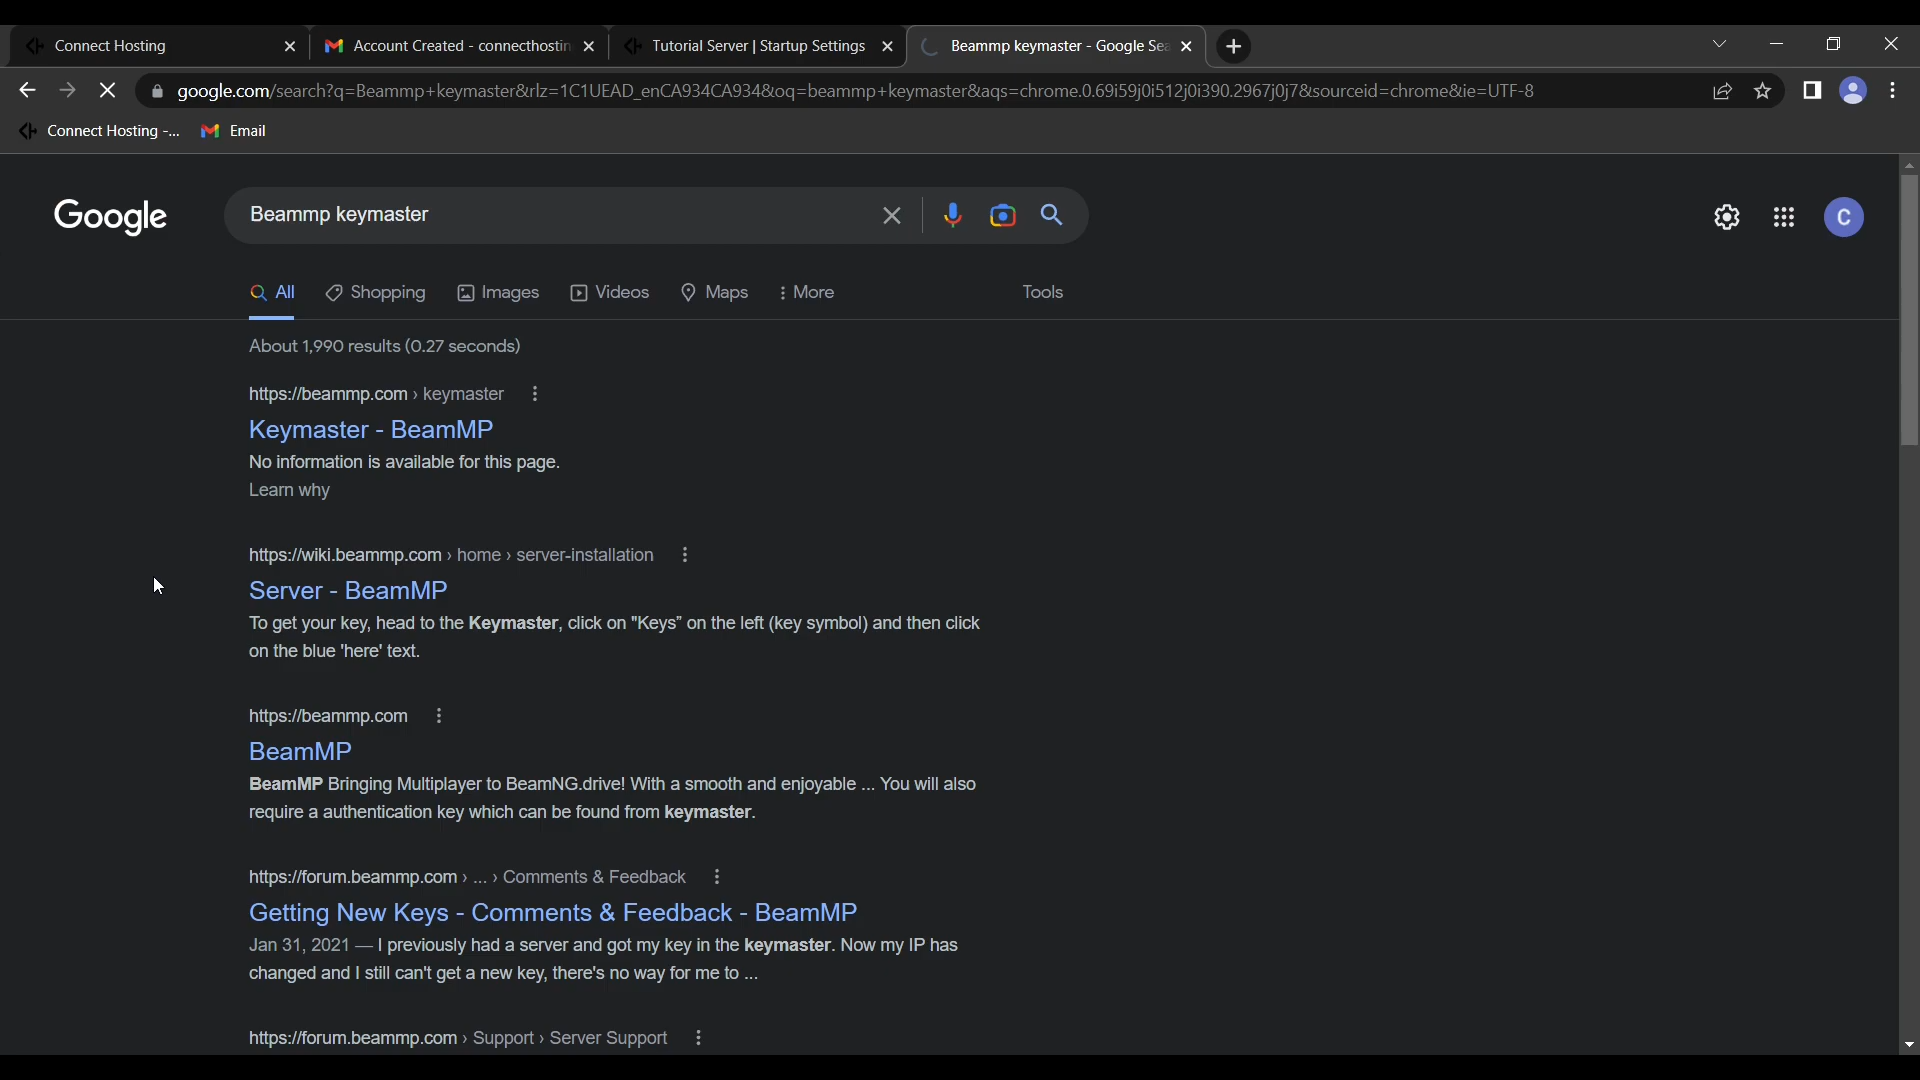 Connect Hosting
Account Created - connecthostin
Tutorial Server | Startup Settings
Beammp keymaster - Google Sea
google.com/search?q=Beammp+keymaster&rlz=1C1UEAD_enCA934CA934&oq=beammp+keymaster&aqs=chrome.0.69i59j0i512j0i390.2967j0j7&sourceid=chrome&ie=UTF-8
Connect Hosting -...
Email
Google
Beammp keymaster
C
All
Shopping
Images
Videos
Maps
More
Tools
About 1,990 results (0.27 seconds)
https://beammp.com › keymaster
Keymaster - BeamMP
No information is available for this page.
Learn why
https://wiki.beammp.com › home › server-installation
Server - BeamMP
To get your key, head to the Keymaster, click on "Keys” on the left (key symbol) and then click
on the blue 'here' text.
https://beammp.com
BeamMP
BeamMP Bringing Multiplayer to BeamNG.drive! With a smooth and enjoyable ... You will also
require a authentication key which can be found from keymaster.
https://forum.beammp.com › ... › Comments & Feedback
Getting New Keys - Comments & Feedback - BeamMP
Jan 31, 2021 — I previously had a server and got my key in the keymaster. Now my IP has
changed and I still can't get a new key, there's no way for me to ...
https://forum.beammp.com › Support › Server Support